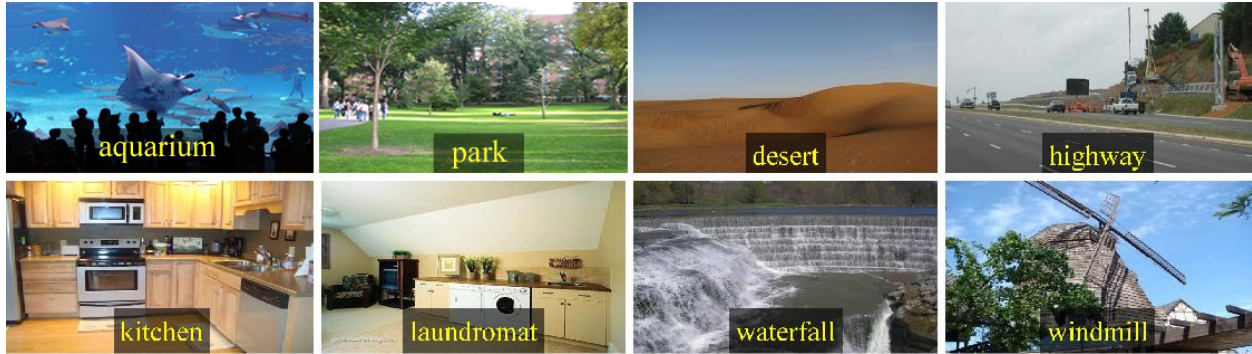 aquarium
park
desert
highway
kitchen
laundromat
waterfall
windmill